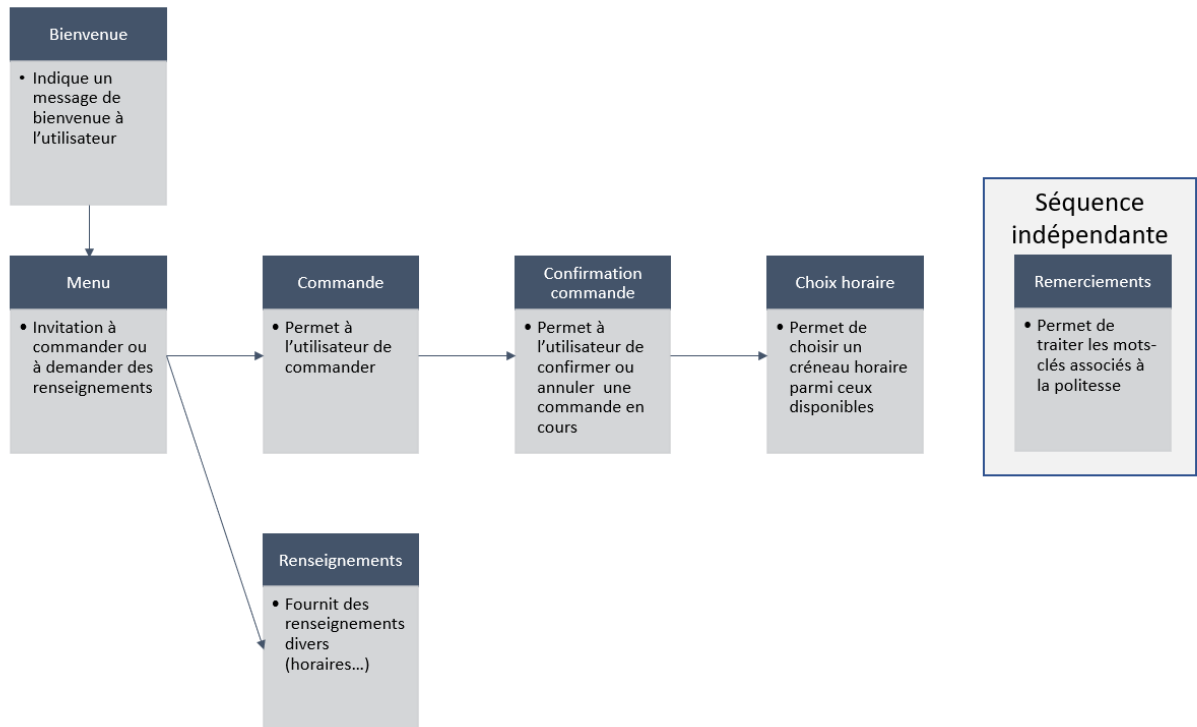 Bienvenue
• Indique un
message de
bienvenue à
l’utilisateur
Menu
• Invitation à
commander ou
à demander des
renseignements
Commande
• Permet à
l’utilisateur de
commander
Confirmation
commande
• Permet à
l’utilisateur de
confirmer ou
annuler une
commande en
cours
Choix horaire
• Permet de
choisir un
créneau horaire
parmi ceux
disponibles
Séquence
indépendante
Remerciements
• Permet de
traiter les mots-
clés associés à
la politesse
Renseignements
• Fournit des
renseignements
divers
(horaires…)